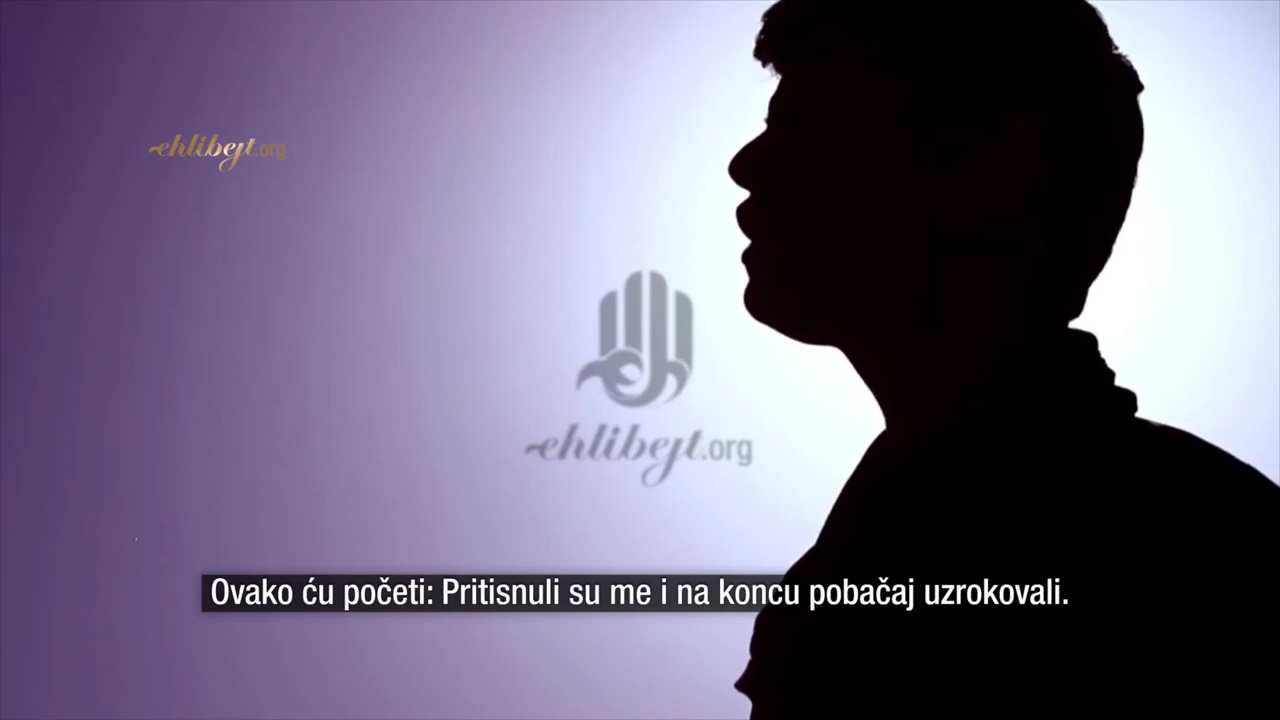 ehlibejt.org
ehlibejt.org
Ovako ću početi: Pritisnuli su me i na koncu pobačaj uzrokovali.